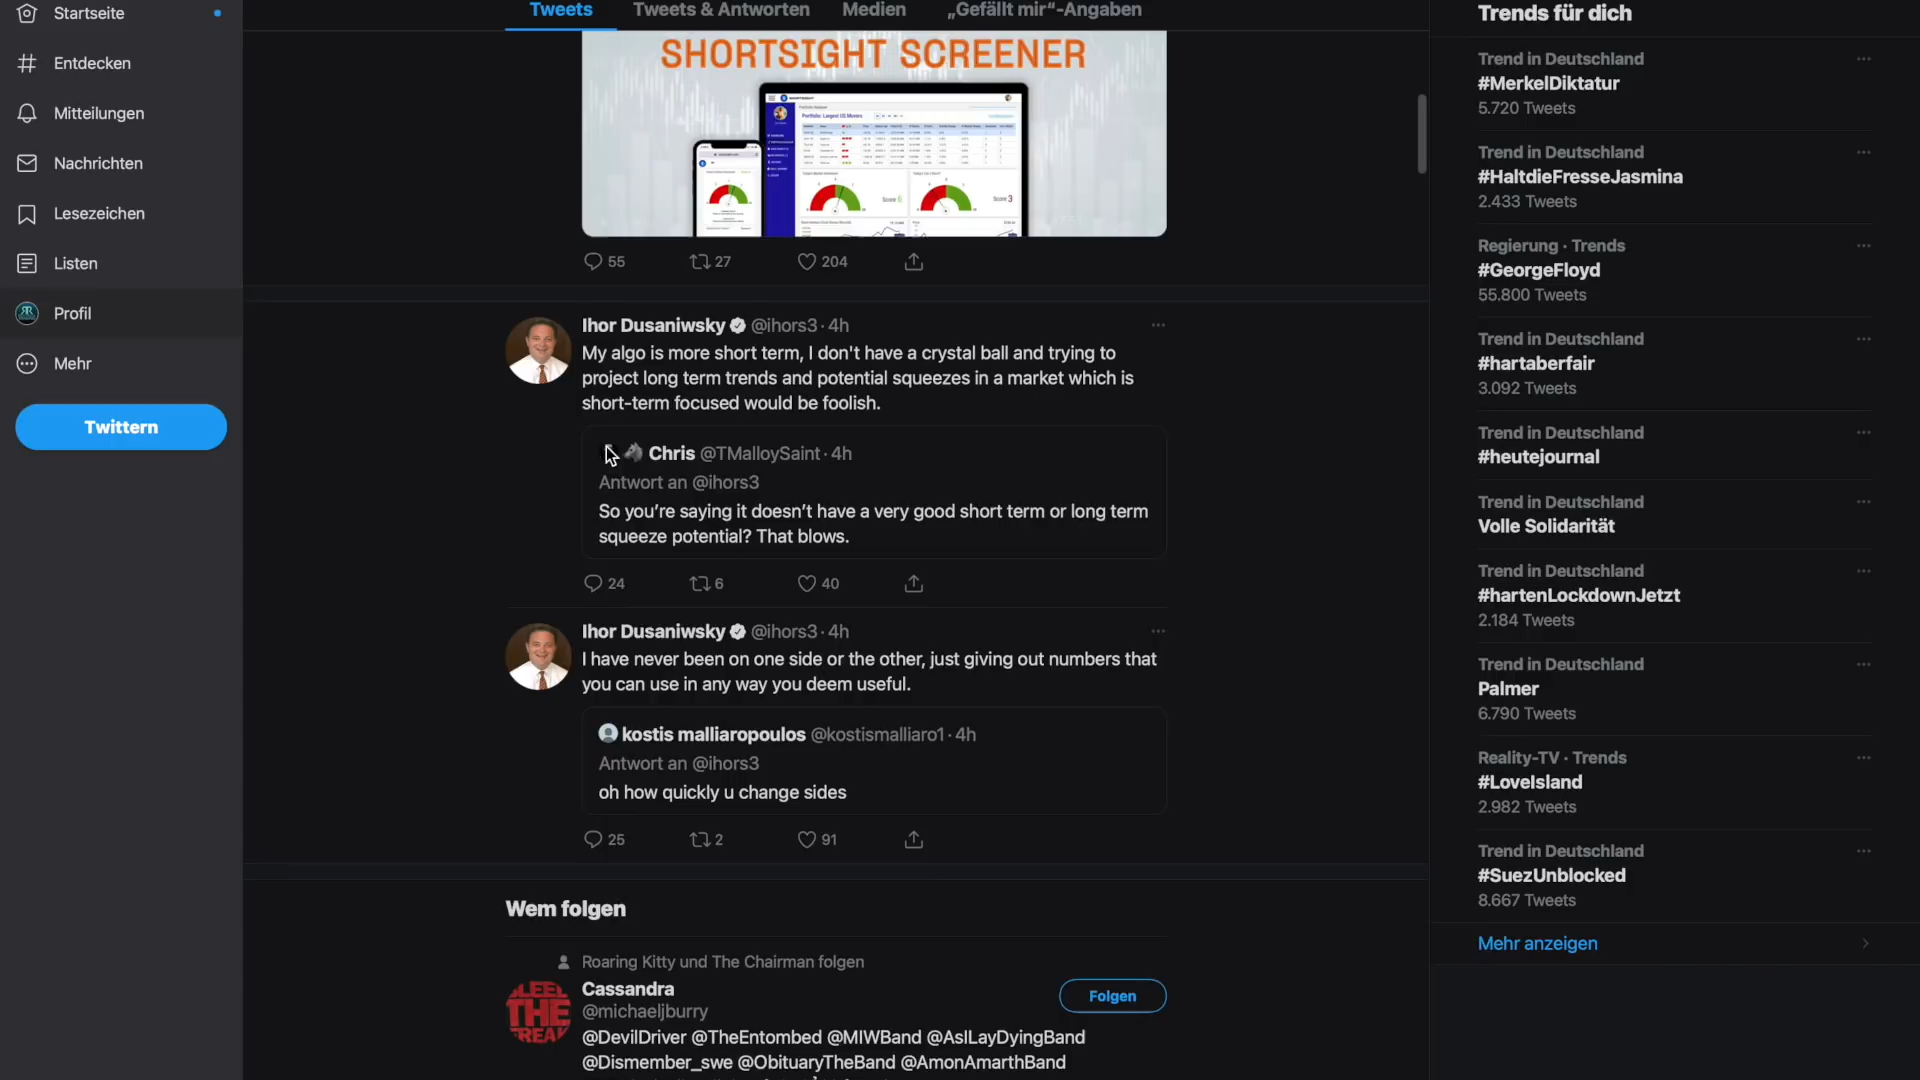 Startseite
Entdecken
Mitteilungen
Nachrichten
Lesezeichen
Listen
Profil
Mehr
Twittern
Tweets
Tweets & Antworten
Medien
„Gefällt mir“-Angaben
SHORTSIGHT SCREENER
55
27
204
Ihor Dusaniwsky @ihors3 · 4h
My algo is more short term, I don't have a crystal ball and trying to
project long term trends and potential squeezes in a market which is
short-term focused would be foolish.
Chris @TMalloySaint · 4h
Antwort an @ihors3
So you’re saying it doesn’t have a very good short term or long term
squeeze potential? That blows.
24
6
40
Ihor Dusaniwsky @ihors3 · 4h
I have never been on one side or the other, just giving out numbers that
you can use in any way you deem useful.
kostis malliaropoulos @kostismalliaro1 · 4h
Antwort an @ihors3
oh how quickly u change sides
25
2
91
Wem folgen
Roaring Kitty und The Chairman folgen
Cassandra
@michaeljburry
Folgen
@DevilDriver @TheEntombed @MIWBand @AsILayDyingBand
@Dismember_swe @ObituaryTheBand @AmonAmarthBand
Trends für dich
Trend in Deutschland
#MerkelDiktatur
5.720 Tweets
Trend in Deutschland
#HaltdieFresseJasmina
2.433 Tweets
Regierung · Trends
#GeorgeFloyd
55.800 Tweets
Trend in Deutschland
#hartaberfair
3.092 Tweets
Trend in Deutschland
#heutejournal
Trend in Deutschland
Volle Solidarität
Trend in Deutschland
#hartenLockdownJetzt
2.184 Tweets
Trend in Deutschland
Palmer
6.790 Tweets
Reality-TV · Trends
#LoveIsland
2.982 Tweets
Trend in Deutschland
#SuezUnblocked
8.667 Tweets
Mehr anzeigen